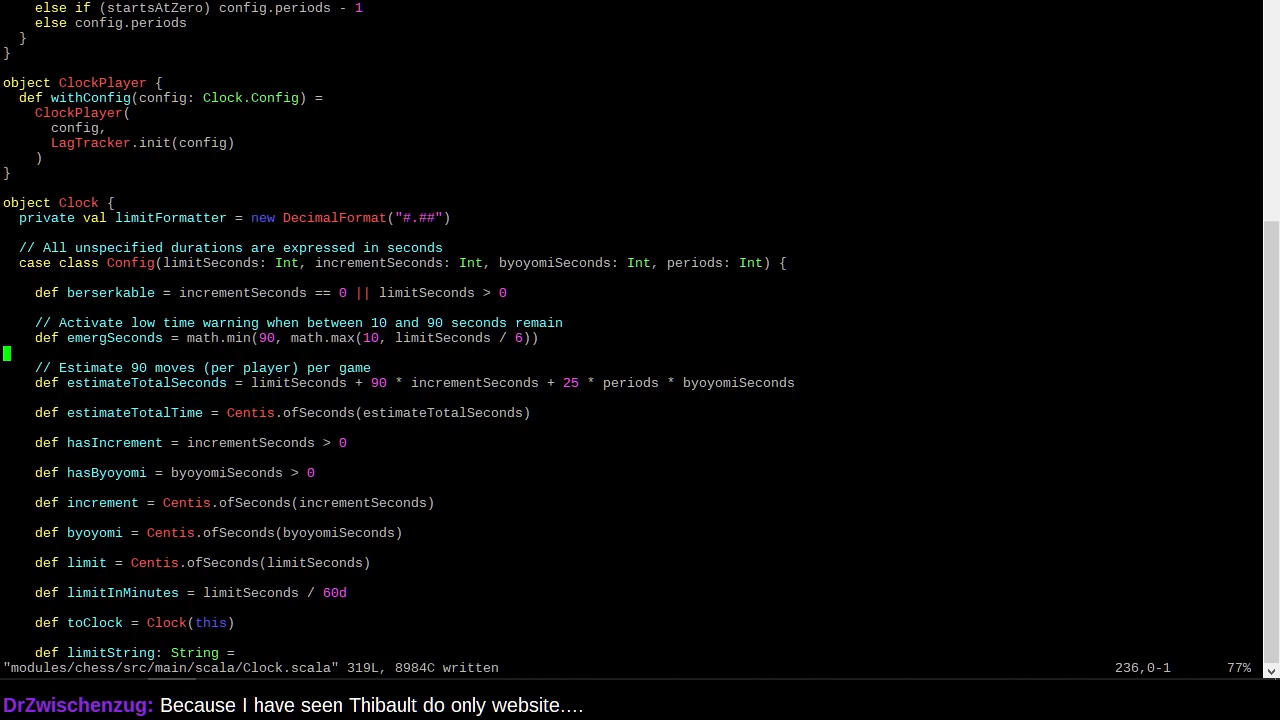 else if (startsAtZero) config.periods - 1
else config.periods
}
}
object ClockPlayer {
def withConfig(config: Clock.Config) =
ClockPlayer(
config,
LagTracker.init(config)
)
}
object Clock {
private val limitFormatter = new DecimalFormat("#.##")
// All unspecified durations are expressed in seconds
case class Config(limitSeconds: Int, incrementSeconds: Int, byoyomiSeconds: Int, periods: Int) {
def berserkable = incrementSeconds == 0 || limitSeconds > 0
// Activate low time warning when between 10 and 90 seconds remain
def emergSeconds = math.min(90, math.max(10, limitSeconds / 6))
// Estimate 90 moves (per player) per game
def estimateTotalSeconds = limitSeconds + 90 * incrementSeconds + 25 * periods * byoyomiSeconds
def estimateTotalTime = Centis.ofSeconds(estimateTotalSeconds)
def hasIncrement = incrementSeconds > 0
def hasByoyomi = byoyomiSeconds > 0
def increment = Centis.ofSeconds(incrementSeconds)
def byoyomi = Centis.ofSeconds(byoyomiSeconds)
def limit = Centis.ofSeconds(limitSeconds)
def limitInMinutes = limitSeconds / 60d
def toClock = Clock(this)
def limitString: String =
"modules/chess/src/main/scala/Clock.scala" 319L, 8984C written 236,0-1 77%
DrZwischenzug: Because I have seen Thibault do only website....